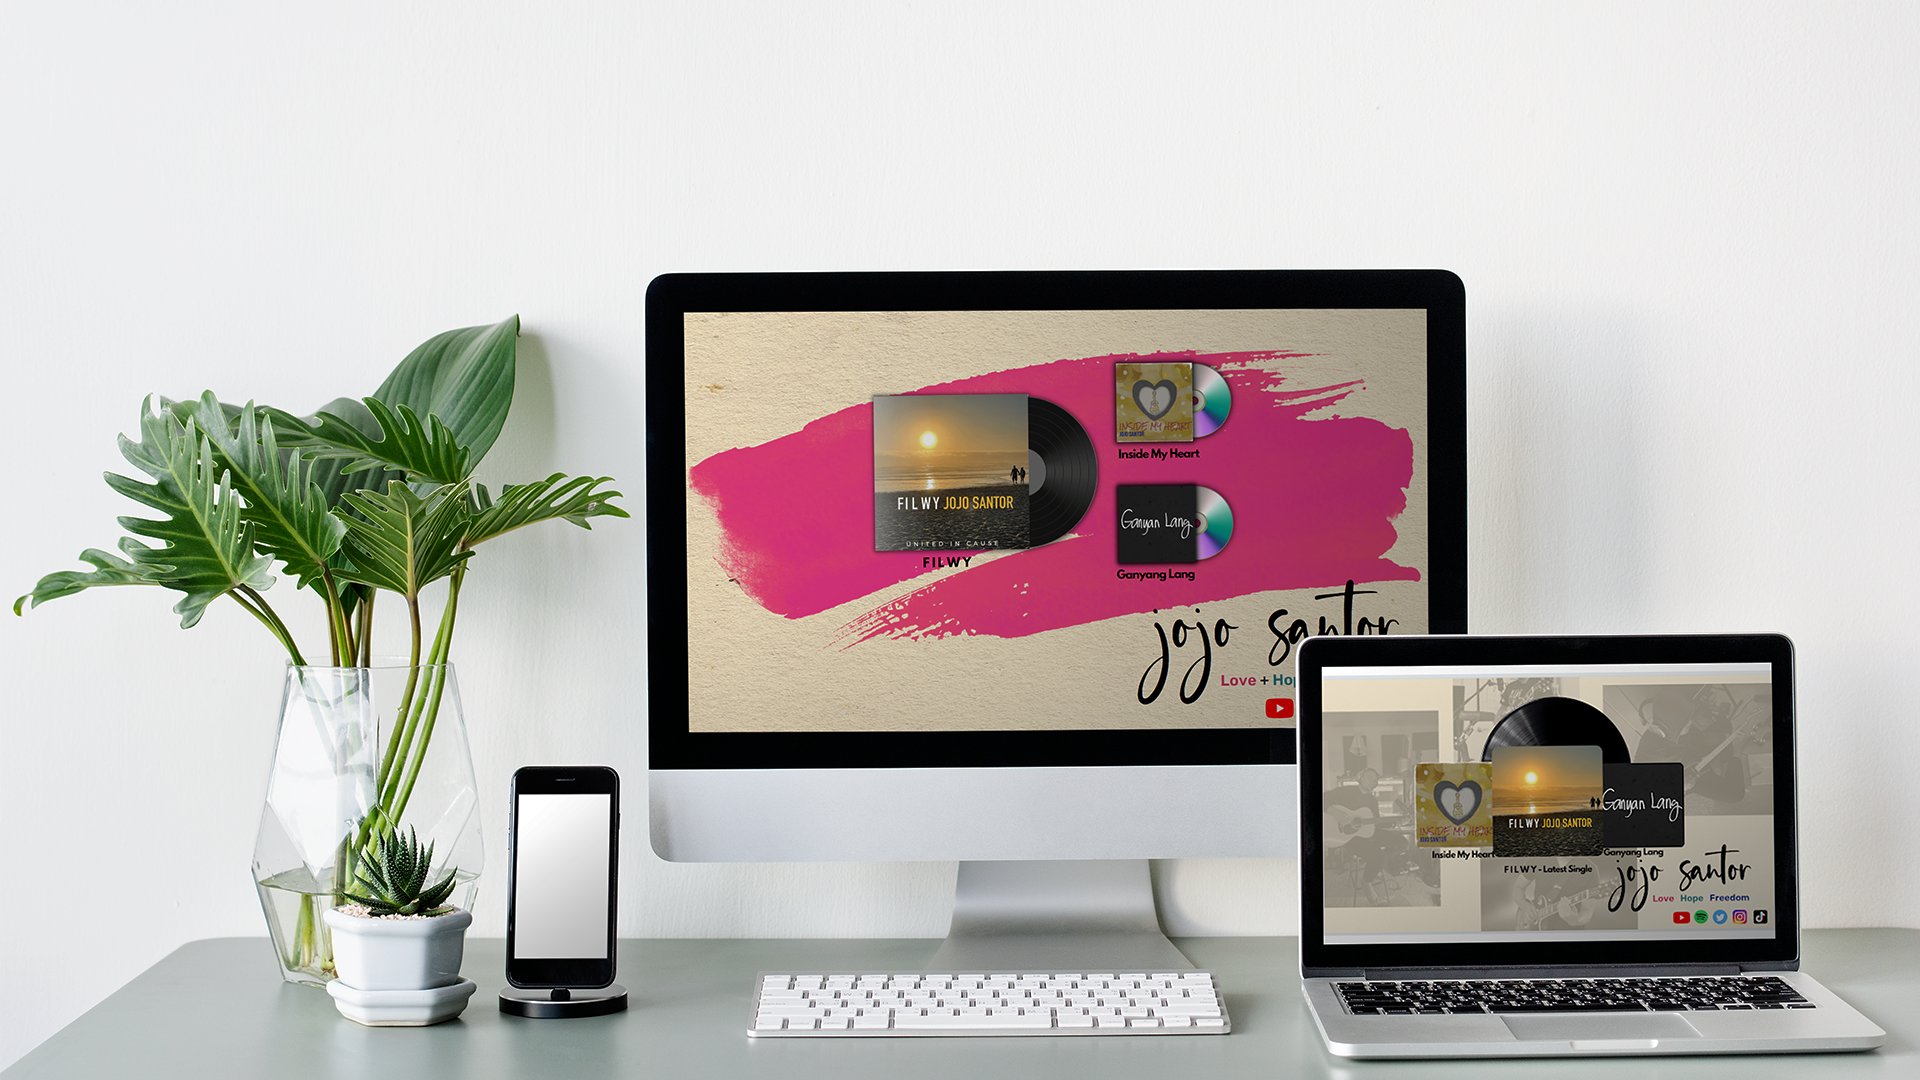 INSIDE MY HEART
JOJO SANTOR
Inside My Heart
FILWY JOJO SANTOR
UNITED IN CAUSE
FILWY
Ganyan Lang
Ganyang Lang
jojo santor
Love + Hop
INSIDE MY HEAR
JOJO SANTOR
Inside My Heart
FILWY JOJO SANTOR
FILWY - Latest Single
Ganyan Lang
Ganyang Lang
jojo santor
Love Hope Freedom